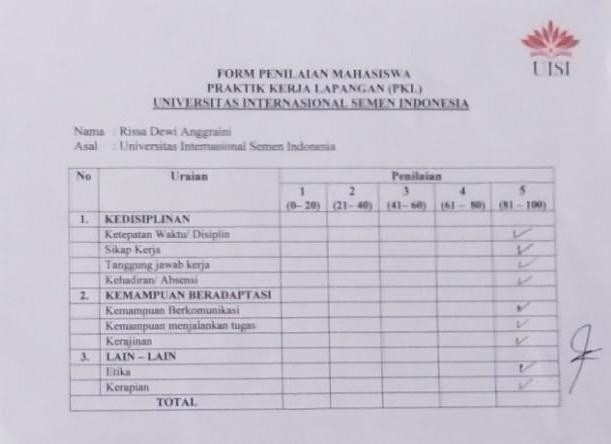 UISI
FORM PENILAIAN MAHASISWA
PRAKTIK KERJA LAPANGAN (PKL)
UNIVERSITAS INTERNASIONAL SEMEN INDONESIA
Nama : Rissa Dewi Anggraini
Asal : Universitas Internasional Semen Indonesia
No Uraian Penilaian
1 2 3 4 5
(0– 20) (21– 40) (41– 60) (61 – 80) (81 – 100)
1. KEDISIPLINAN
Ketepatan Waktu/ Disiplin ✓
Sikap Kerja ✓
Tanggung jawab kerja ✓
Kehadiran/ Absensi ✓
2. KEMAMPUAN BERADAPTASI
Kemampuan Berkomunikasi ✓
Kemampuan menjalankan tugas ✓
Kerajinan ✓
3. LAIN – LAIN
Etika ✓
Kerapian ✓
TOTAL